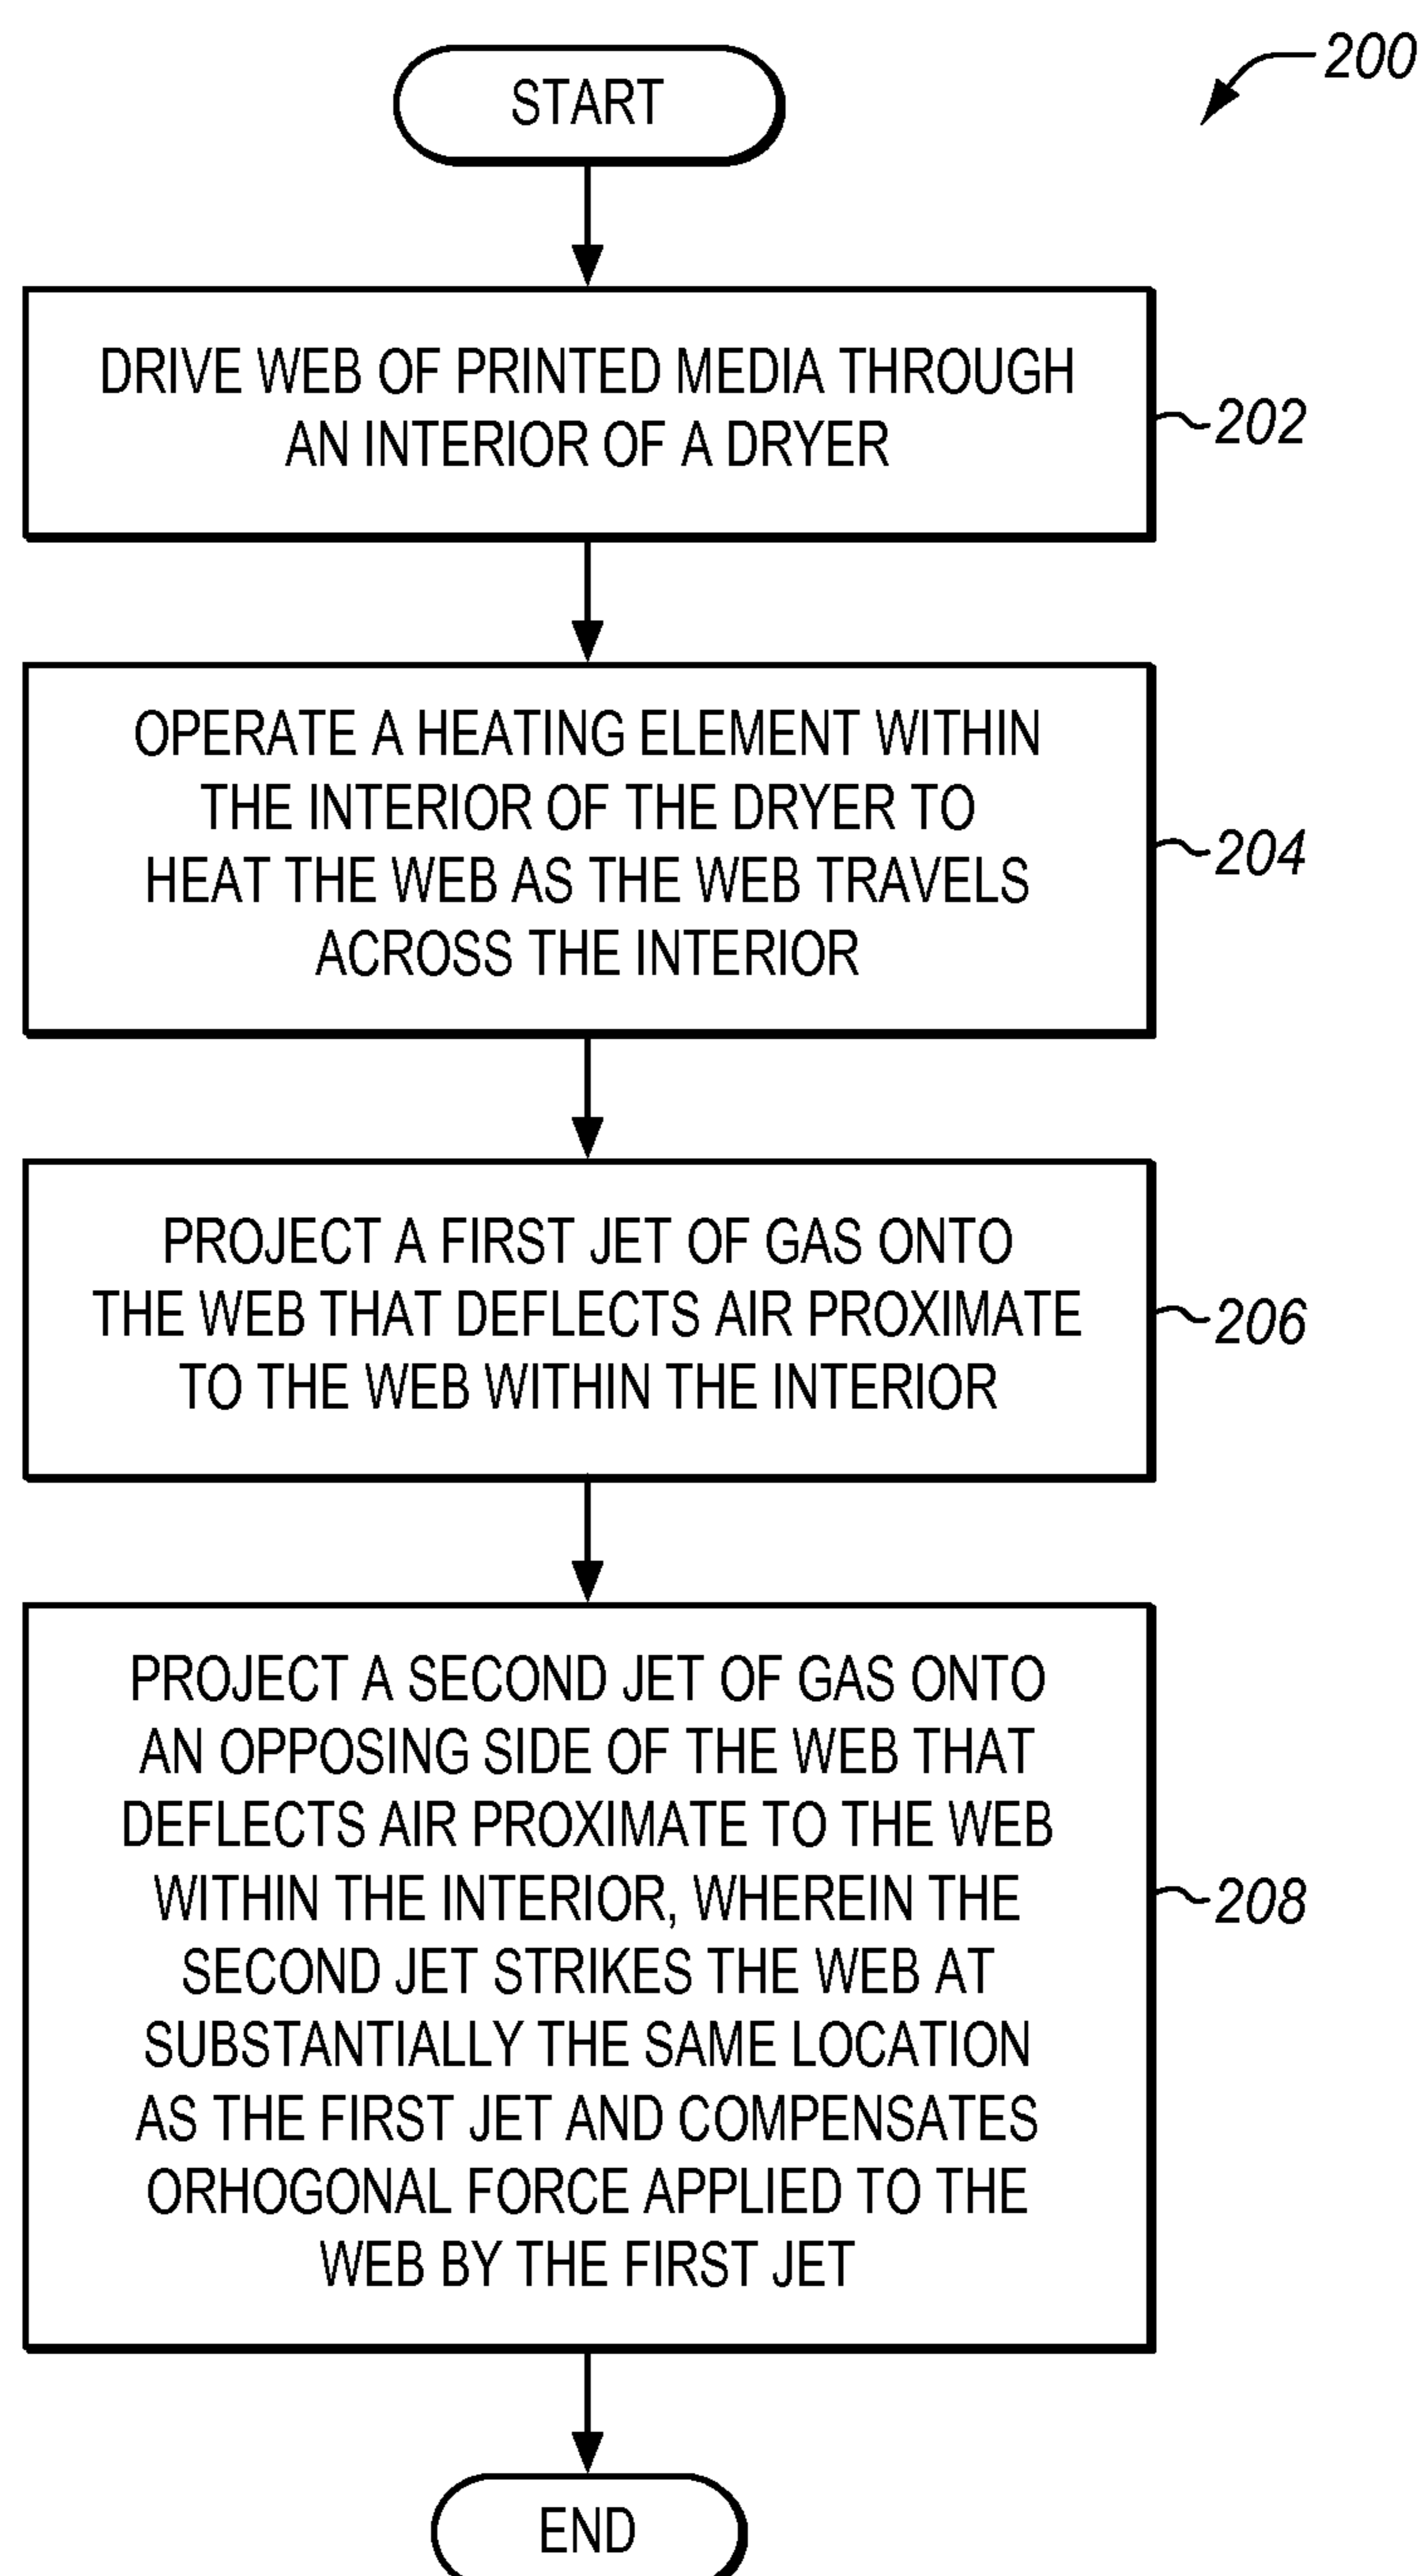 200
START
DRIVE WEB OF PRINTED MEDIA THROUGH
AN INTERIOR OF A DRYER
202
OPERATE A HEATING ELEMENT WITHIN
THE INTERIOR OF THE DRYER TO
HEAT THE WEB AS THE WEB TRAVELS
ACROSS THE INTERIOR
204
PROJECT A FIRST JET OF GAS ONTO
THE WEB THAT DEFLECTS AIR PROXIMATE
TO THE WEB WITHIN THE INTERIOR
206
PROJECT A SECOND JET OF GAS ONTO
AN OPPOSING SIDE OF THE WEB THAT
DEFLECTS AIR PROXIMATE TO THE WEB
WITHIN THE INTERIOR, WHEREIN THE
SECOND JET STRIKES THE WEB AT
SUBSTANTIALLY THE SAME LOCATION
AS THE FIRST JET AND COMPENSATES
ORHOGONAL FORCE APPLIED TO THE
WEB BY THE FIRST JET
208
END